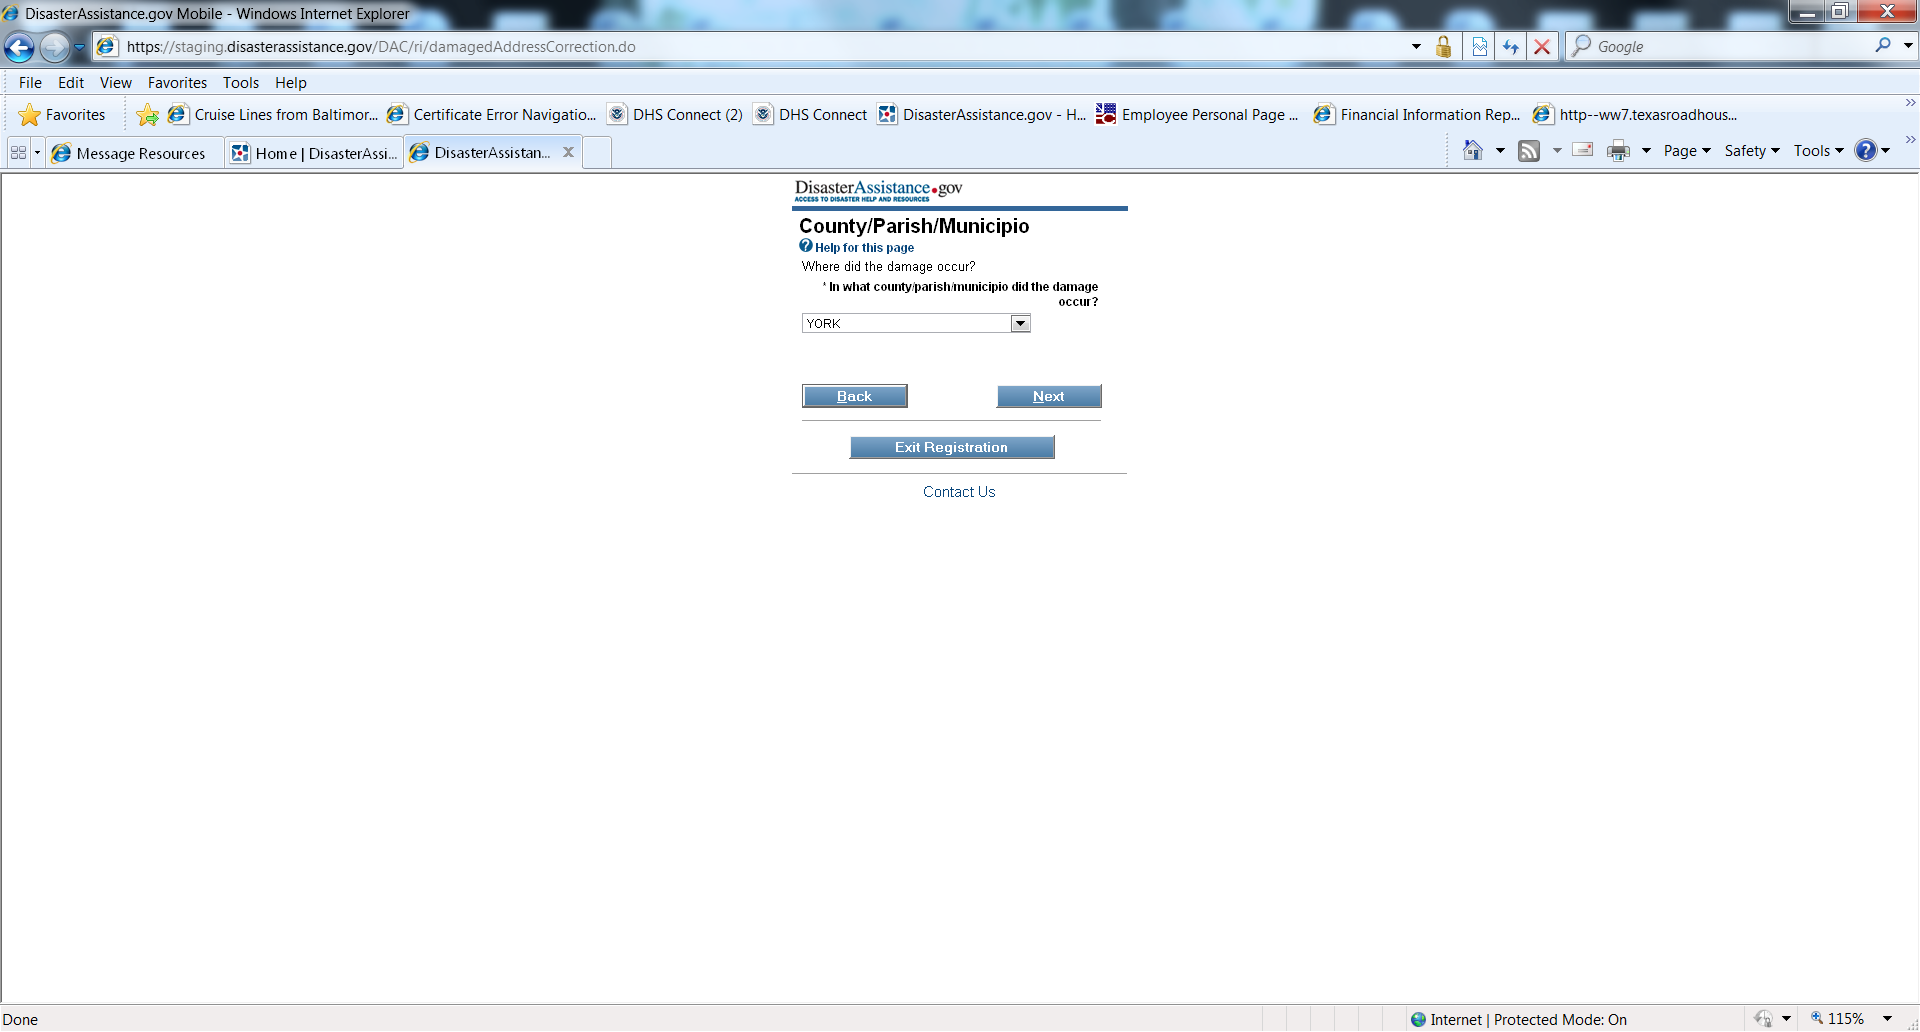 DisasterAssistance.gov Mobile - Windows Internet Explorer
https://staging.disasterassistance.gov/DAC/ri/damagedAddressCorrection.do
Google
File Edit View Favorites Tools Help
Favorites Cruise Lines from Baltimor... Certificate Error Navigatio... DHS Connect (2) DHS Connect DisasterAssistance.gov - H... Employee Personal Page ... Financial Information Rep... http--ww7.texasroadhous...
Message Resources Home | DisasterAssi... DisasterAssistan... Page Safety Tools
DisasterAssistance.gov
ACCESS TO DISASTER HELP AND RESOURCES
County/Parish/Municipio
Help for this page
Where did the damage occur?
* In what county/parish/municipio did the damage
occur?
YORK
Back Next
Exit Registration
Contact Us
Done Internet | Protected Mode: On 115%